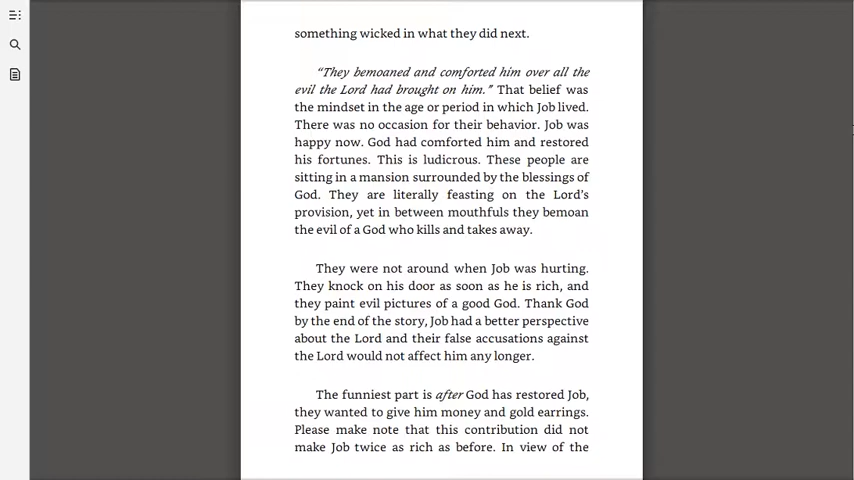 something wicked in what they did next.
“They bemoaned and comforted him over all the
evil the Lord had brought on him.” That belief was
the mindset in the age or period in which Job lived.
There was no occasion for their behavior. Job was
happy now. God had comforted him and restored
his fortunes. This is ludicrous. These people are
sitting in a mansion surrounded by the blessings of
God. They are literally feasting on the Lord’s
provision, yet in between mouthfuls they bemoan
the evil of a God who kills and takes away.
They were not around when Job was hurting.
They knock on his door as soon as he is rich, and
they paint evil pictures of a good God. Thank God
by the end of the story, Job had a better perspective
about the Lord and their false accusations against
the Lord would not affect him any longer.
The funniest part is after God has restored Job,
they wanted to give him money and gold earrings.
Please make note that this contribution did not
make Job twice as rich as before. In view of the